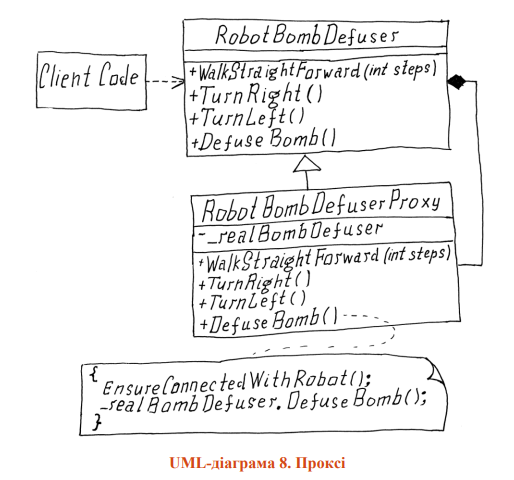 RobotBombDefuser
Client Code
+WalkStraightForward(int steps)
+TurnRight()
+TurnLeft()
+DefuseBomb()
RobotBombDefuserProxy
-_realBombDefuser
+WalkStraightForward(int steps)
+TurnRight()
+TurnLeft()
+DefuseBomb()
{
EnsureConnectedWithRobot();
_realBombDefuser.DefuseBomb();
}
UML-діаграма 8. Проксі